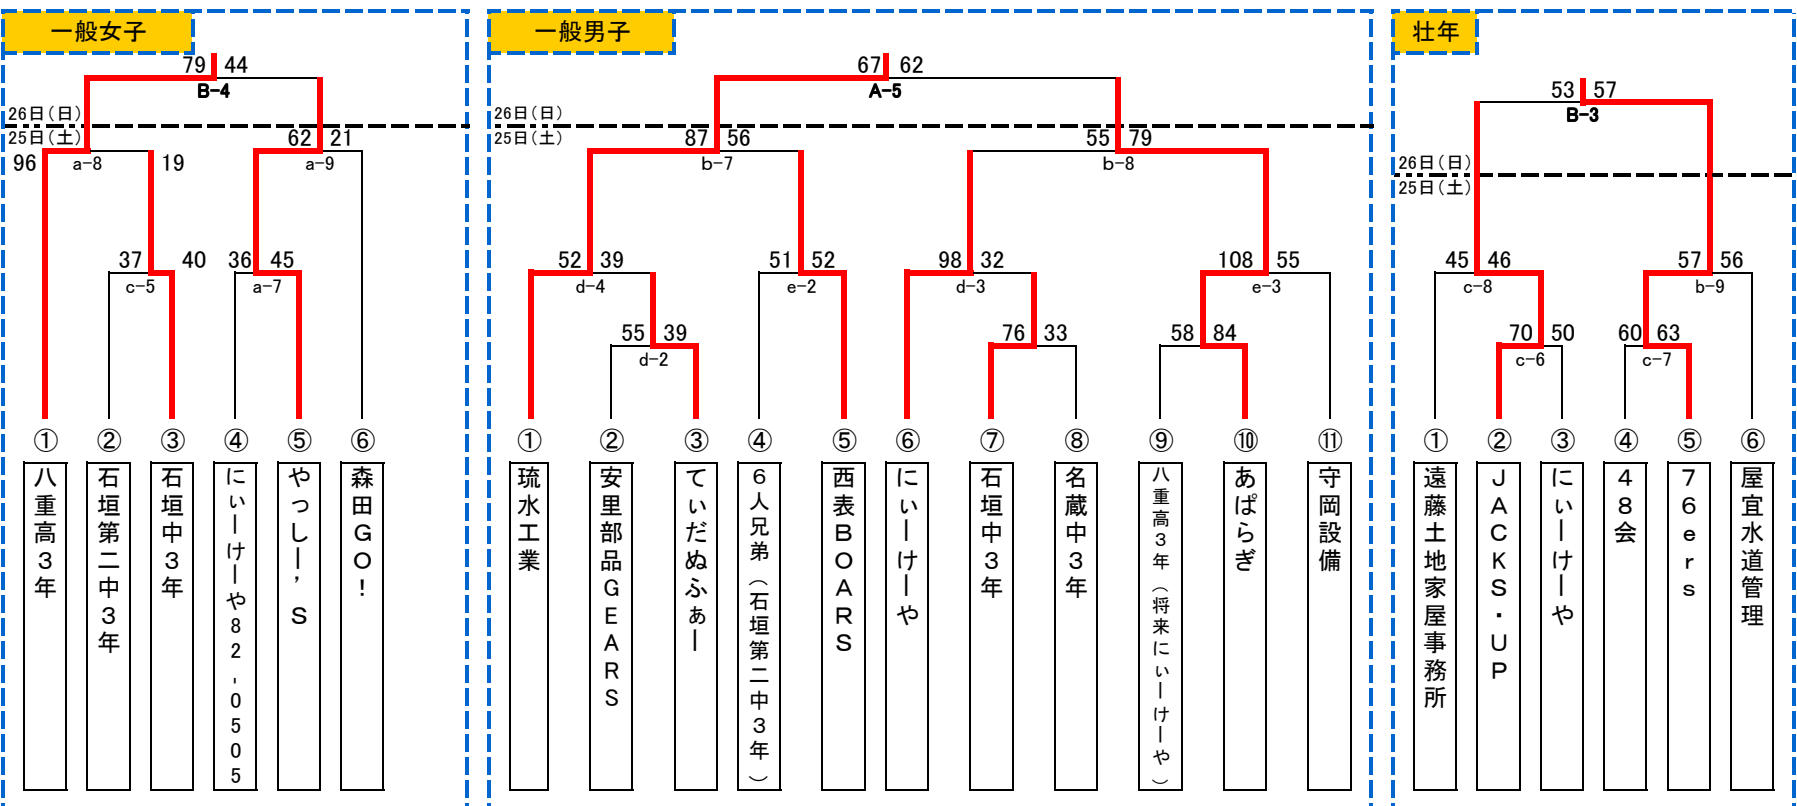 一般女子
79 44
B-4
26日(日)
25日(土)
96 a-8 19
62 21
a-9
37 40
c-5
36 45
a-7
①
②
③
④
⑤
⑥
八重高3年
石垣第二中3年
石垣中3年
にぃーけーや82,0505
やっしー’S
森田GO!
一般男子
67 62
A-5
26日(日)
25日(土)
87 56
b-7
55 79
b-8
52 39
d-4
51 52
e-2
98 32
d-3
108 55
e-3
55 39
d-2
76 33
58 84
①
②
③
④
⑤
⑥
⑦
⑧
⑨
⑩
⑪
琉水工業
安里部品GEARS
てぃだぬふぁー
6人兄弟(石垣第二中3年)
西表BOARS
にぃーけーや
石垣中3年
名蔵中3年
八重高3年(将来にぃーけーや)
あぱらぎ
守岡設備
壮年
53 57
B-3
26日(日)
25日(土)
45 46
c-8
57 56
b-9
70 50
c-6
60 63
c-7
①
②
③
④
⑤
⑥
遠藤土地家屋事務所
JACKS・UP
にぃーけーや
48会
76ers
屋宜水道管理